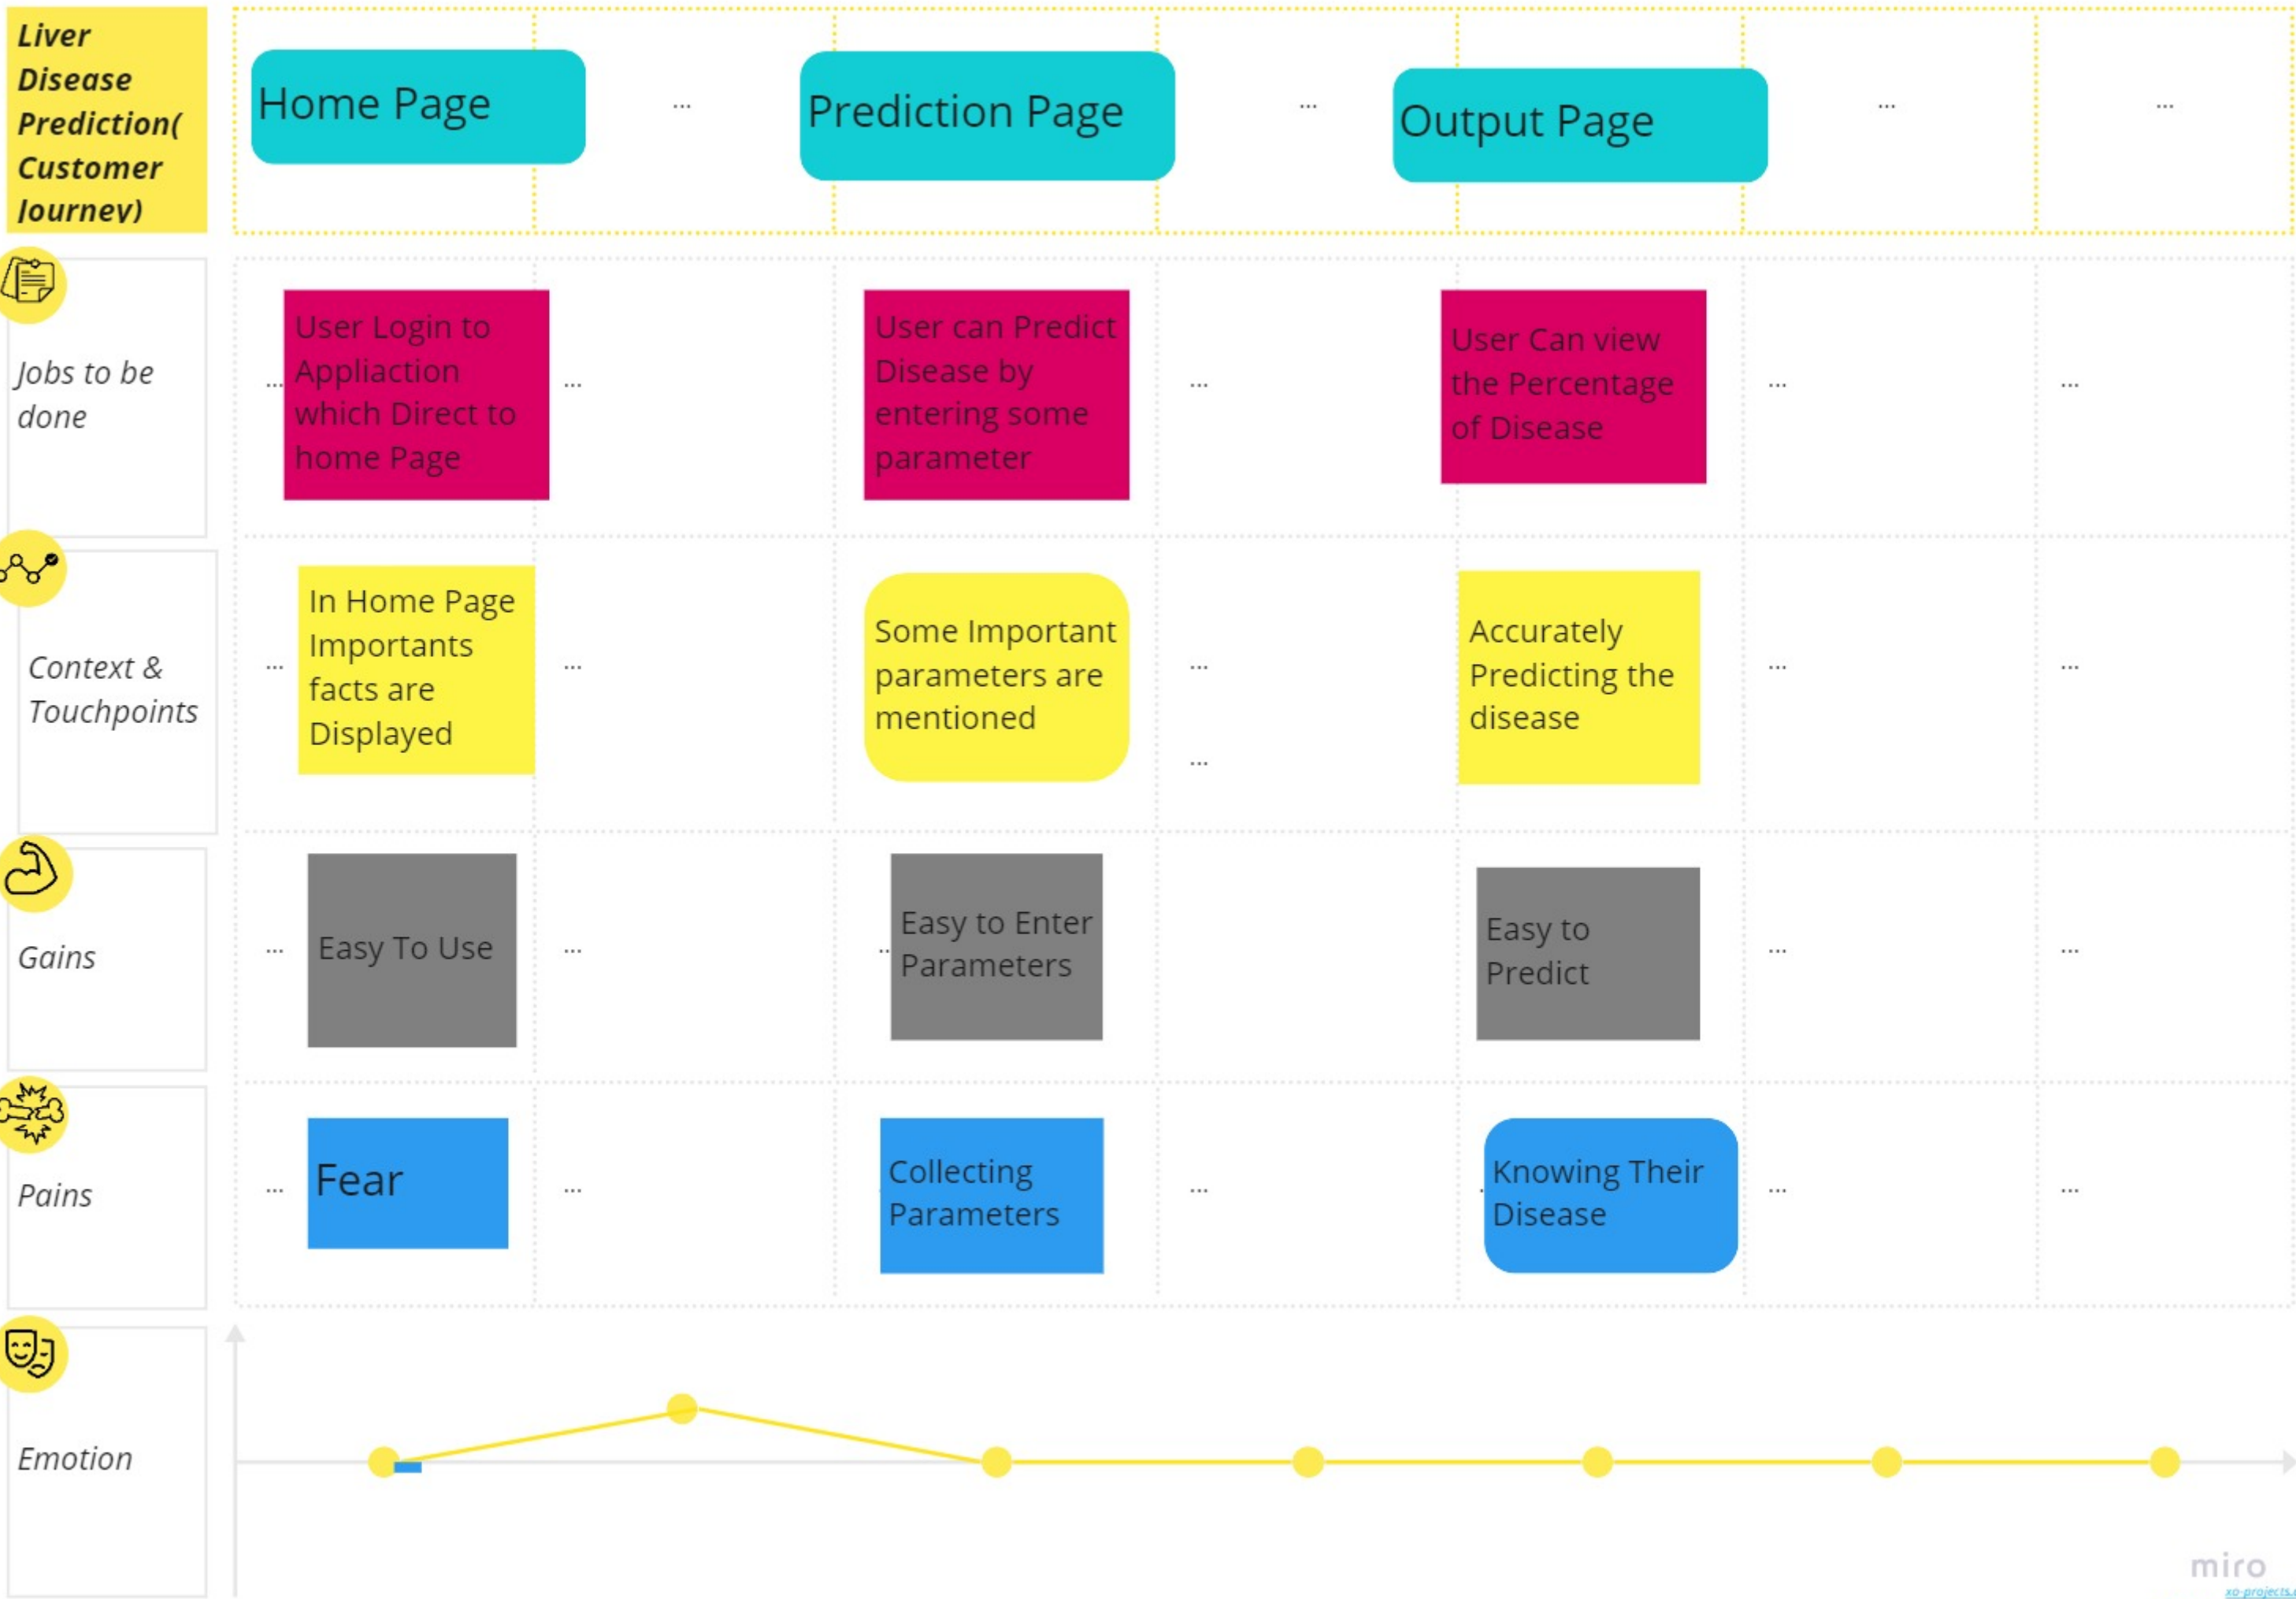 Liver
Disease
Prediction(
Customer
Journey)
Home Page
...
Prediction Page
...
Output Page
...
...
Jobs to be
done
...
User Login to
Appliaction
which Direct to
home Page
...
User can Predict
Disease by
entering some
parameter
...
User Can view
the Percentage
of Disease
...
...
Context &
Touchpoints
...
In Home Page
Importants
facts are
Displayed
...
Some Important
parameters are
mentioned
...
...
Accurately
Predicting the
disease
...
...
Gains
...
Easy To Use
...
..
Easy to Enter
Parameters
Easy to
Predict
...
...
Pains
...
Fear
...
Collecting
Parameters
...
.
Knowing Their
Disease
...
...
Emotion
miro
xo-projects.